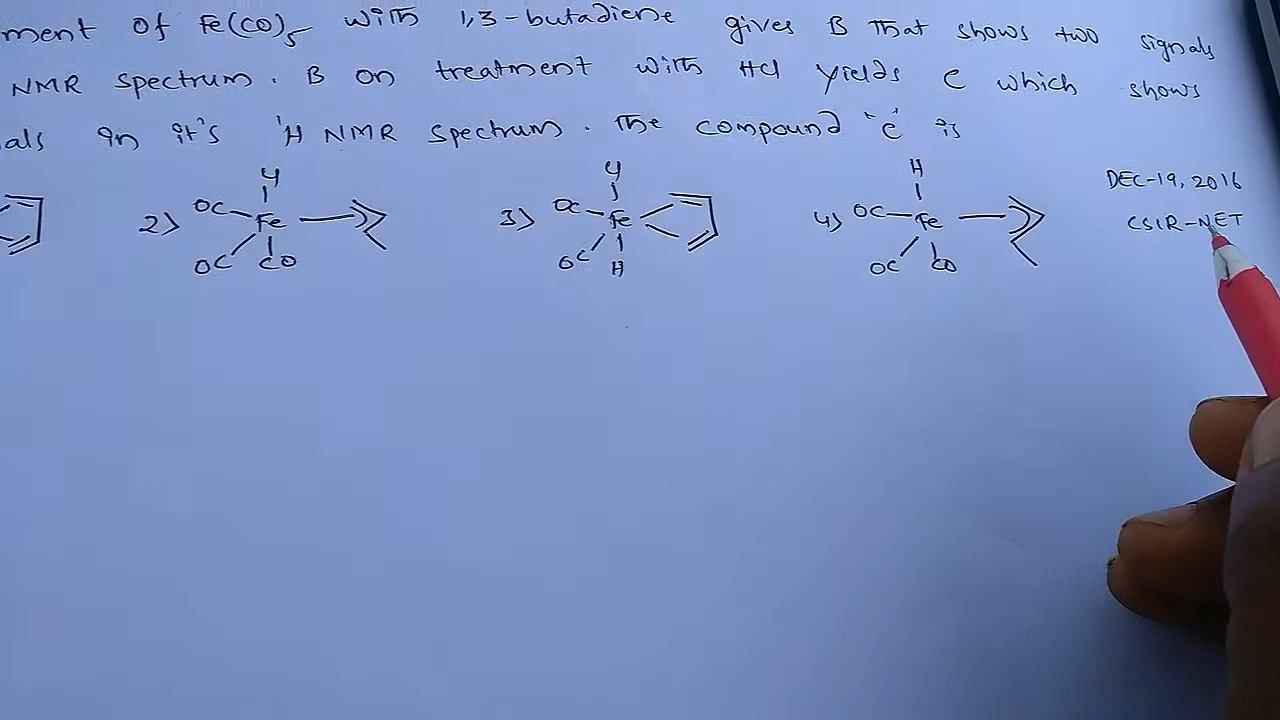 ment of Fe(CO)5 with 1,3-butadiene gives B that shows two signals
NMR spectrum. B on treatment with HCl yields C which shows
als in it's 1H NMR spectrum. The compound "C" is
2) OC Fe OC CO
3) OC Fe OC H
4) H OC Fe OC CO
DEC-19, 2016
CSIR-NET